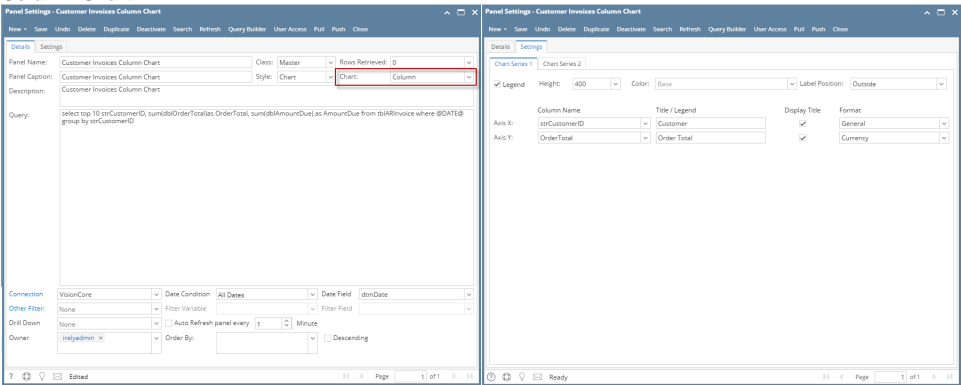 Panel Settings - Customer Invoices Column Chart
New Save Undo Delete Duplicate Deactivate Search Refresh Query Builder User Access Pull Push Close
Details Settings
Panel Name: Customer Invoices Column Chart Class: Master Rows Retrieved: 0
Panel Caption: Customer Invoices Column Chart Style: Chart Chart: Column
Description: Customer Invoices Column Chart
Query: select top 10 strCustomerID, sum(dblOrderTotal)as OrderTotal, sum(dblAmountDue) as AmountDue from tblARInvoice where @DATE@
group by strCustomerID
Connection VisionCore Date Condition All Dates Date Field dtmDate
Other Filter: None Filter Variable Filter Field
Drill Down None Auto Refresh panel every 1 Minute
Owner irelyadmin × Order By: Descending
? Edited Page 1 of 1
Panel Settings - Customer Invoices Column Chart
New Save Undo Delete Duplicate Deactivate Search Refresh Query Builder User Access Pull Push Close
Details Settings
Chart Series 1 Chart Series 2
Legend Height: 400 Color: Base Label Position: Outside
Column Name Title / Legend Display Title Format
Axis X: strCustomerID Customer General
Axis Y: OrderTotal Order Total Currency
? Ready Page 1 of 1